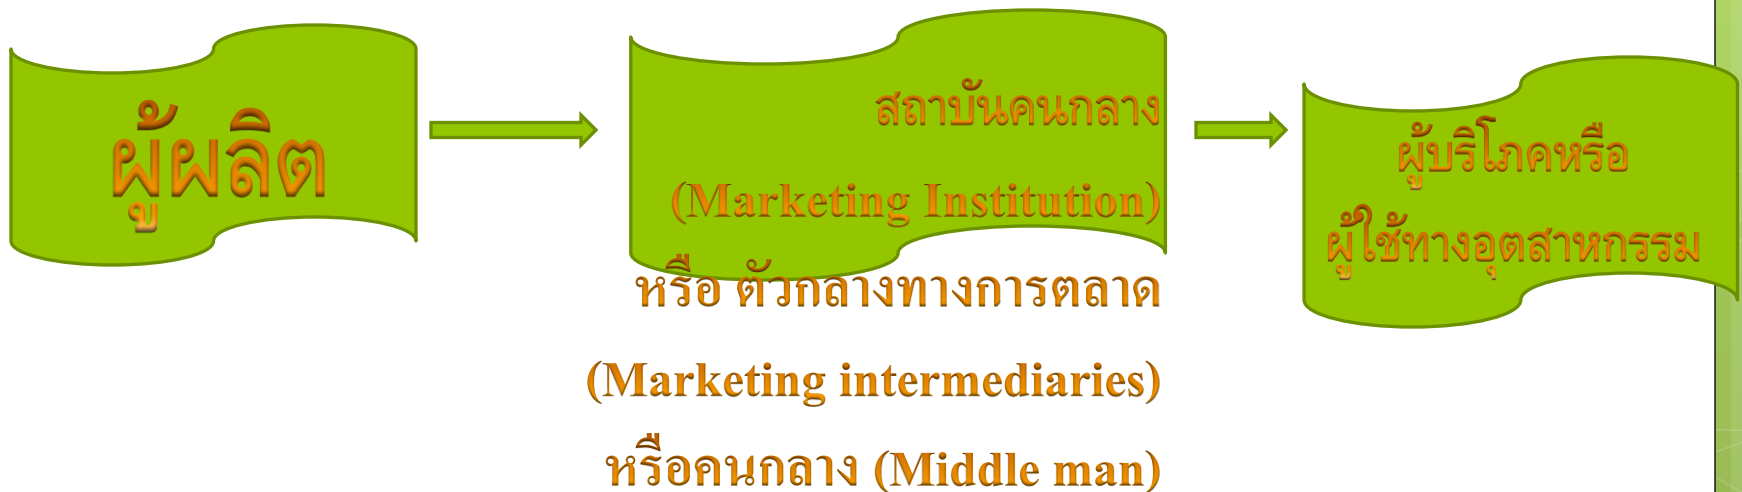 ผู้ผลิต
สถาบันคนกลาง
(Marketing Institution)
หรือ ตัวกลางทางการตลาด
(Marketing intermediaries)
หรือคนกลาง (Middle man)
ผู้บริโภคหรือ
ผู้ใช้ทางอุตสาหกรรม